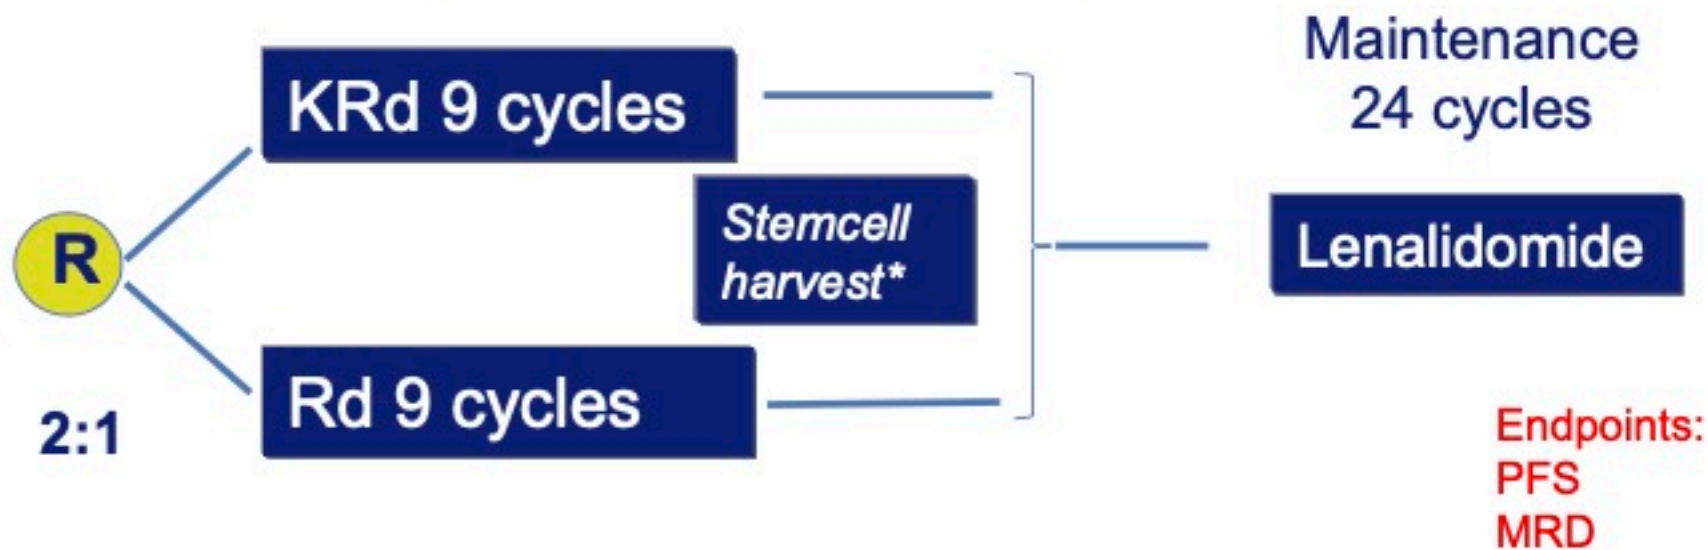 R
2:1
KRd 9 cycles
Stemcell
harvest*
Rd 9 cycles
Maintenance
24 cycles
Lenalidomide
Endpoints:
PFS
MRD